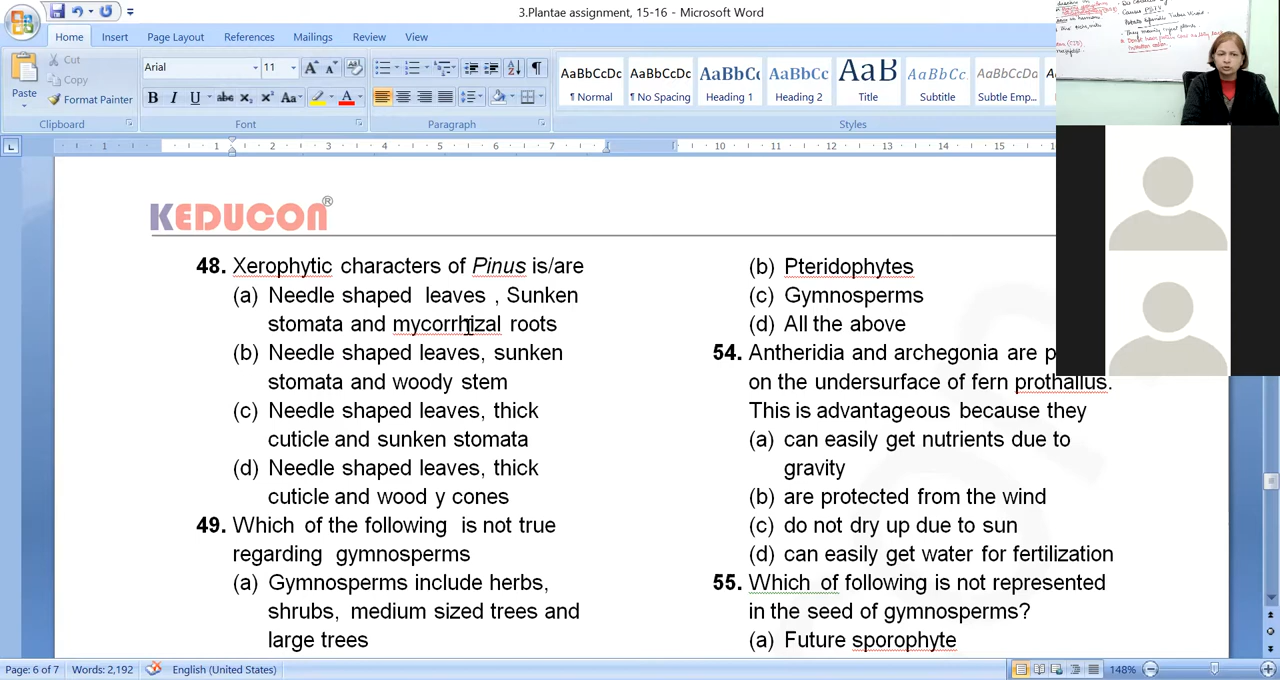 3.Plantae assignment, 15-16 - Microsoft Word
Home Insert Page Layout References Mailings Review View
Cut
Copy
Format Painter
Paste
Clipboard
Arial 11
Font
Paragraph
AaBbCcDc AaBbCcDc AaBbCc AaBbCc AaB AaBbCc. AaBbCcDc
¶ Normal ¶ No Spacing Heading 1 Heading 2 Title Subtitle Subtle Emp...
Styles
KEDUCON®
48. Xerophytic characters of Pinus is/are
(a) Needle shaped leaves , Sunken
stomata and mycorrhizal roots
(b) Needle shaped leaves, sunken
stomata and woody stem
(c) Needle shaped leaves, thick
cuticle and sunken stomata
(d) Needle shaped leaves, thick
cuticle and wood y cones
49. Which of the following is not true
regarding gymnosperms
(a) Gymnosperms include herbs,
shrubs, medium sized trees and
large trees
(b) Pteridophytes
(c) Gymnosperms
(d) All the above
54. Antheridia and archegonia are p
on the undersurface of fern prothallus.
This is advantageous because they
(a) can easily get nutrients due to
gravity
(b) are protected from the wind
(c) do not dry up due to sun
(d) can easily get water for fertilization
55. Which of following is not represented
in the seed of gymnosperms?
(a) Future sporophyte
Page: 6 of 7 Words: 2,192 English (United States) 148%